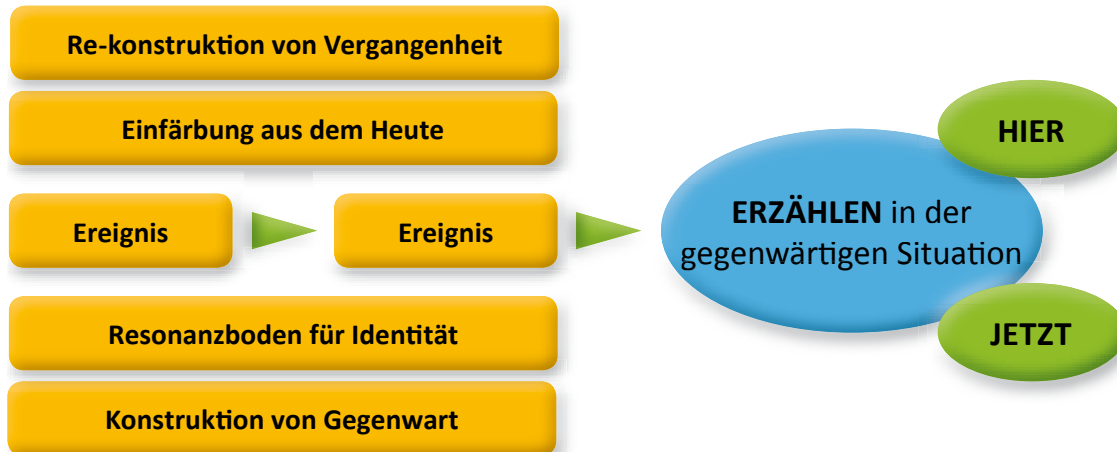 Re-konstruktion von Vergangenheit
Einfärbung aus dem Heute
Ereignis
Ereignis
Resonanzboden für Identität
Konstruktion von Gegenwart
ERZÄHLEN in der
gegenwärtigen Situation
HIER
JETZT